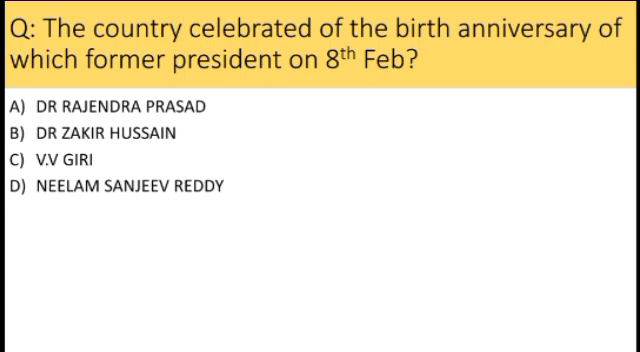 Q: The country celebrated of the birth anniversary of
which former president on 8th Feb?
A) DR RAJENDRA PRASAD
B) DR ZAKIR HUSSAIN
C) V.V GIRI
D) NEELAM SANJEEV REDDY